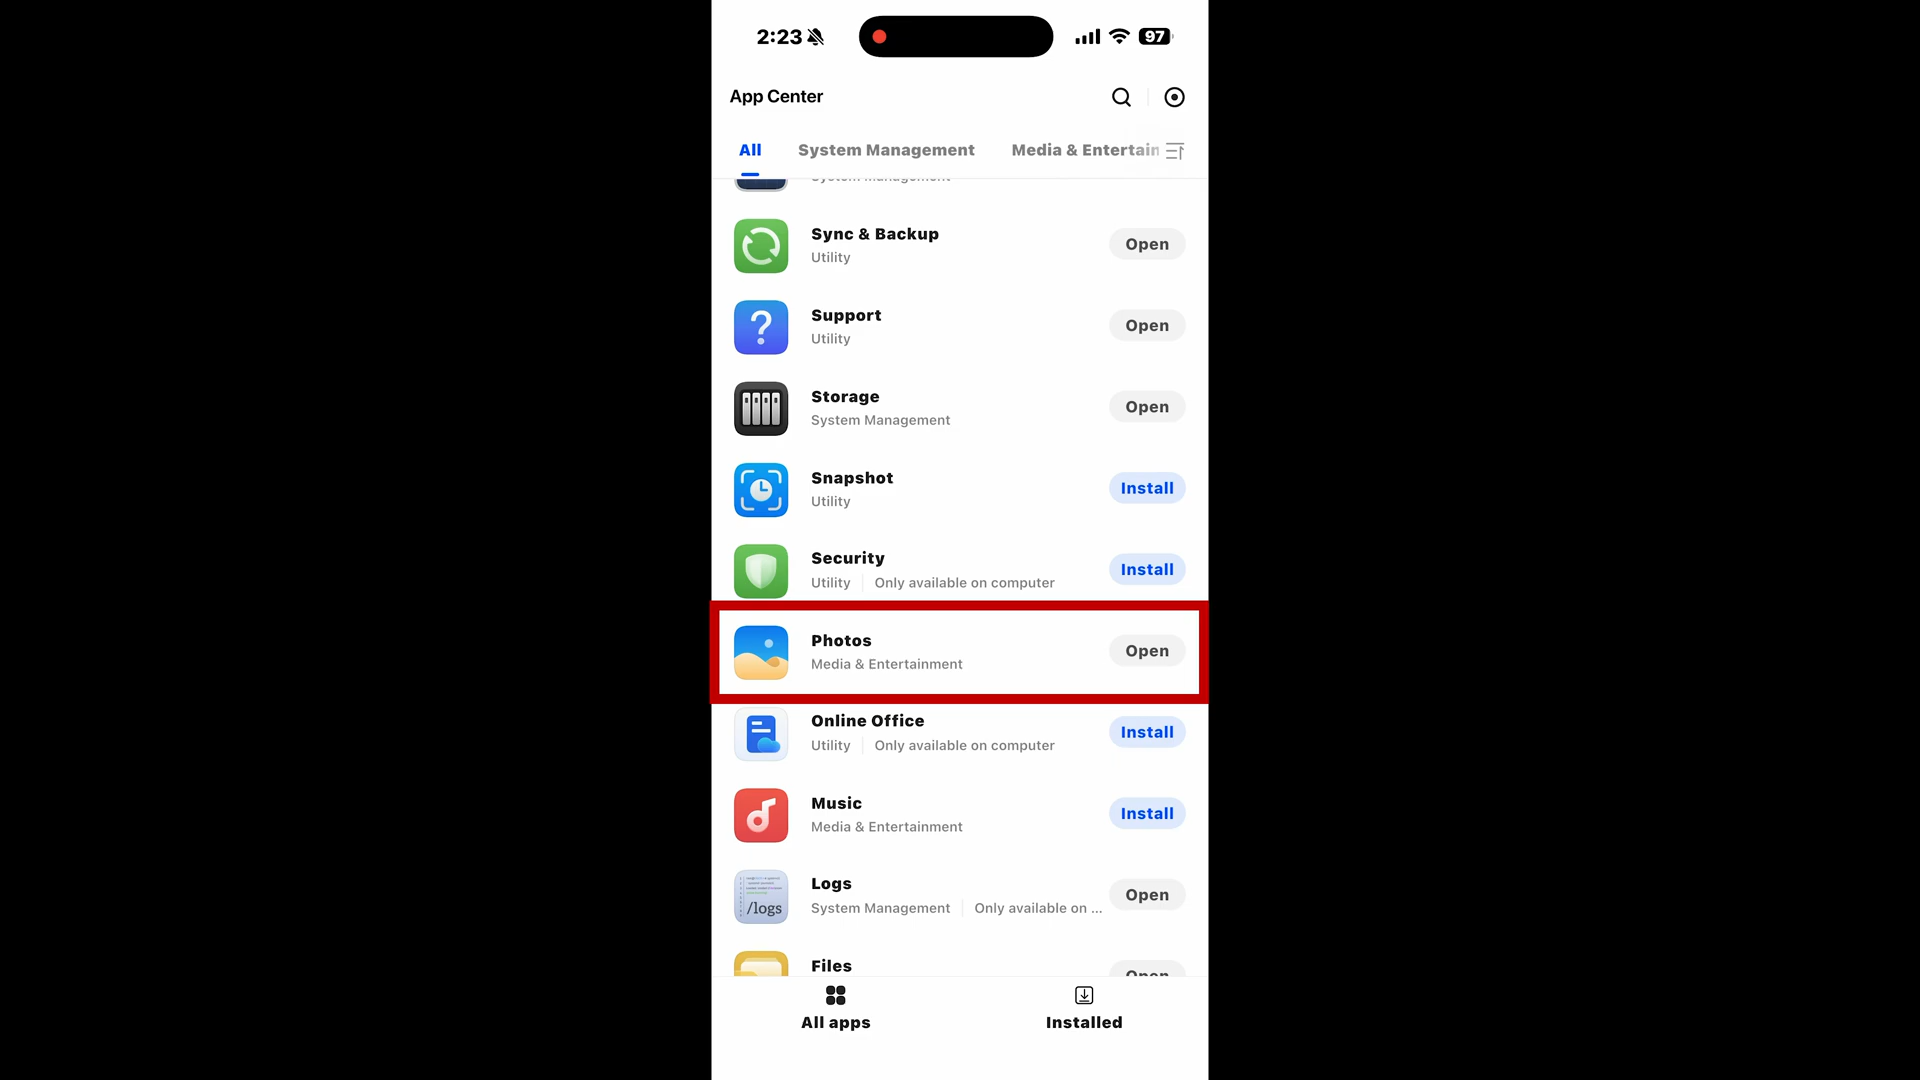 2:23
97
App Center
All System Management Media & Entertain
System Management
Sync & Backup
Utility
Open
Support
Utility
Open
Storage
System Management
Open
Snapshot
Utility
Install
Security
Utility Only available on computer
Install
Photos
Media & Entertainment
Open
Online Office
Utility Only available on computer
Install
Music
Media & Entertainment
Install
/logs
Logs
System Management Only available on ...
Open
Files
Open
All apps Installed